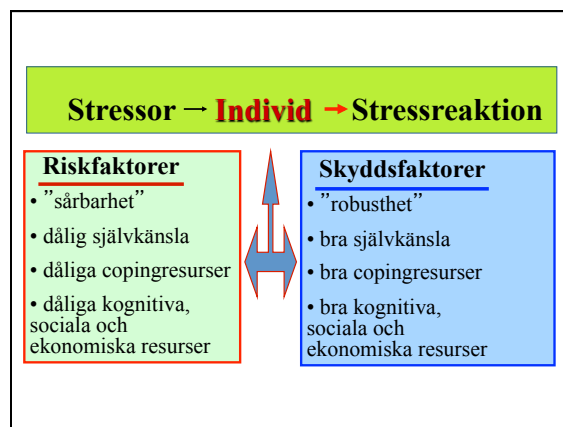 Stressor → Individ → Stressreaktion
Riskfaktorer
• ”sårbarhet”
• dålig självkänsla
• dåliga copingresurser
• dåliga kognitiva,
sociala och
ekonomiska resurser
Skyddsfaktorer
• ”robusthet”
• bra självkänsla
• bra copingresurser
• bra kognitiva,
sociala och
ekonomiska resurser